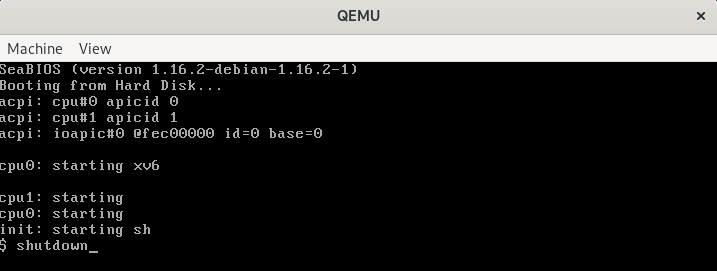 QEMU
×
Machine View
SeaBIOS (version 1.16.2-debian-1.16.2-1)
Booting from Hard Disk...
acpi: cpu#0 apicid 0
acpi: cpu#1 apicid 1
acpi: ioapic#0 @fec00000 id=0 base=0
cpu0: starting xv6
cpu1: starting
cpu0: starting
init: starting sh
$ shutdown_